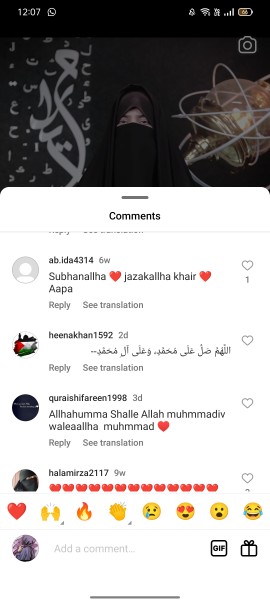 12:07
66
Comments
Reply See translation
ab.ida4314 6w
Subhanallha ❤️ jazakallha khair ❤️
Aapa
1
Reply See translation
heenakhan1592 2d
اللَّهُمَّ صَلِّ عَلَى مُحَمَّدٍ، وَعَلَى آلِ مُحَمَّدٍ--
Reply See translation
quraishifareen1998 3d
Allhahumma Shalle Allah muhmmadiv
waleaallha muhmmad ❤️
Reply See translation
halamirza2117 9w
❤️❤️❤️❤️❤️❤️❤️❤️❤️❤️❤️❤️❤️
❤️ 🙌 🔥 👏 😢 😍 😮 😂
Add a comment...
GIF